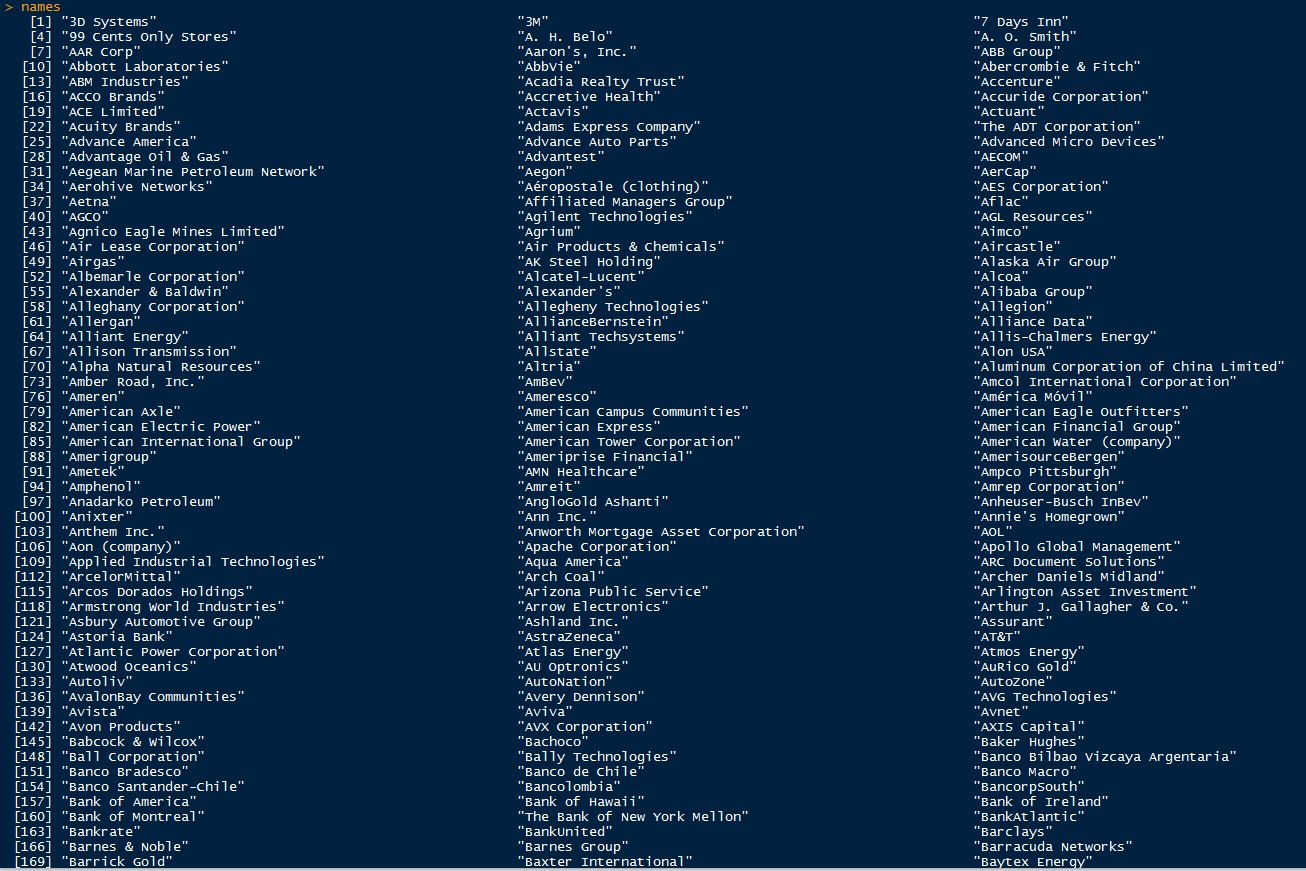 > names
[1] "3D Systems" "3M" "7 Days Inn"
[4] "99 Cents Only Stores" "A. H. Belo" "A. O. Smith"
[7] "AAR Corp" "Aaron's, Inc." "ABB Group"
[10] "Abbott Laboratories" "AbbVie" "Abercrombie & Fitch"
[13] "ABM Industries" "Acadia Realty Trust" "Accenture"
[16] "ACCO Brands" "Accretive Health" "Accuride Corporation"
[19] "ACE Limited" "Actavis" "Actuant"
[22] "Acuity Brands" "Adams Express Company" "The ADT Corporation"
[25] "Advance America" "Advance Auto Parts" "Advanced Micro Devices"
[28] "Advantage Oil & Gas" "Advantest" "AECOM"
[31] "Aegean Marine Petroleum Network" "Aegon" "AerCap"
[34] "Aerohive Networks" "Aéropostale (clothing)" "AES Corporation"
[37] "Aetna" "Affiliated Managers Group" "Aflac"
[40] "AGCO" "Agilent Technologies" "AGL Resources"
[43] "Agnico Eagle Mines Limited" "Agrium" "Aimco"
[46] "Air Lease Corporation" "Air Products & Chemicals" "Aircastle"
[49] "Airgas" "AK Steel Holding" "Alaska Air Group"
[52] "Albemarle Corporation" "Alcatel-Lucent" "Alcoa"
[55] "Alexander & Baldwin" "Alexander's" "Alibaba Group"
[58] "Alleghany Corporation" "Allegheny Technologies" "Allegion"
[61] "Allergan" "AllianceBernstein" "Alliance Data"
[64] "Alliant Energy" "Alliant Techsystems" "Allis-Chalmers Energy"
[67] "Allison Transmission" "Allstate" "Alon USA"
[70] "Alpha Natural Resources" "Altria" "Aluminum Corporation of China Limited"
[73] "Amber Road, Inc." "AmBev" "Amcol International Corporation"
[76] "Ameren" "Ameresco" "América Móvil"
[79] "American Axle" "American Campus Communities" "American Eagle Outfitters"
[82] "American Electric Power" "American Express" "American Financial Group"
[85] "American International Group" "American Tower Corporation" "American Water (company)"
[88] "Amerigroup" "Ameriprise Financial" "AmerisourceBergen"
[91] "Ametek" "AMN Healthcare" "Ampco Pittsburgh"
[94] "Amphenol" "Amreit" "Amrep Corporation"
[97] "Anadarko Petroleum" "AngloGold Ashanti" "Anheuser-Busch InBev"
[100] "Anixter" "Ann Inc." "Annie's Homegrown"
[103] "Anthem Inc." "Anworth Mortgage Asset Corporation" "AOL"
[106] "Aon (company)" "Apache Corporation" "Apollo Global Management"
[109] "Applied Industrial Technologies" "Aqua America" "ARC Document Solutions"
[112] "ArcelorMittal" "Arch Coal" "Archer Daniels Midland"
[115] "Arcos Dorados Holdings" "Arizona Public Service" "Arlington Asset Investment"
[118] "Armstrong World Industries" "Arrow Electronics" "Arthur J. Gallagher & Co."
[121] "Asbury Automotive Group" "Ashland Inc." "Assurant"
[124] "Astoria Bank" "AstraZeneca" "AT&T"
[127] "Atlantic Power Corporation" "Atlas Energy" "Atmos Energy"
[130] "Atwood Oceanics" "AU Optronics" "AuRico Gold"
[133] "Autoliv" "AutoNation" "AutoZone"
[136] "AvalonBay Communities" "Avery Dennison" "AVG Technologies"
[139] "Avista" "Aviva" "Avnet"
[142] "Avon Products" "AVX Corporation" "AXIS Capital"
[145] "Babcock & Wilcox" "Bachoco" "Baker Hughes"
[148] "Ball Corporation" "Bally Technologies" "Banco Bilbao Vizcaya Argentaria"
[151] "Banco Bradesco" "Banco de Chile" "Banco Macro"
[154] "Banco Santander-Chile" "Bancolombia" "BancorpSouth"
[157] "Bank of America" "Bank of Hawaii" "Bank of Ireland"
[160] "Bank of Montreal" "The Bank of New York Mellon" "BankAtlantic"
[163] "Bankrate" "BankUnited" "Barclays"
[166] "Barnes & Noble" "Barnes Group" "Barracuda Networks"
[169] "Barrick Gold" "Baxter International" "Baytex Energy"